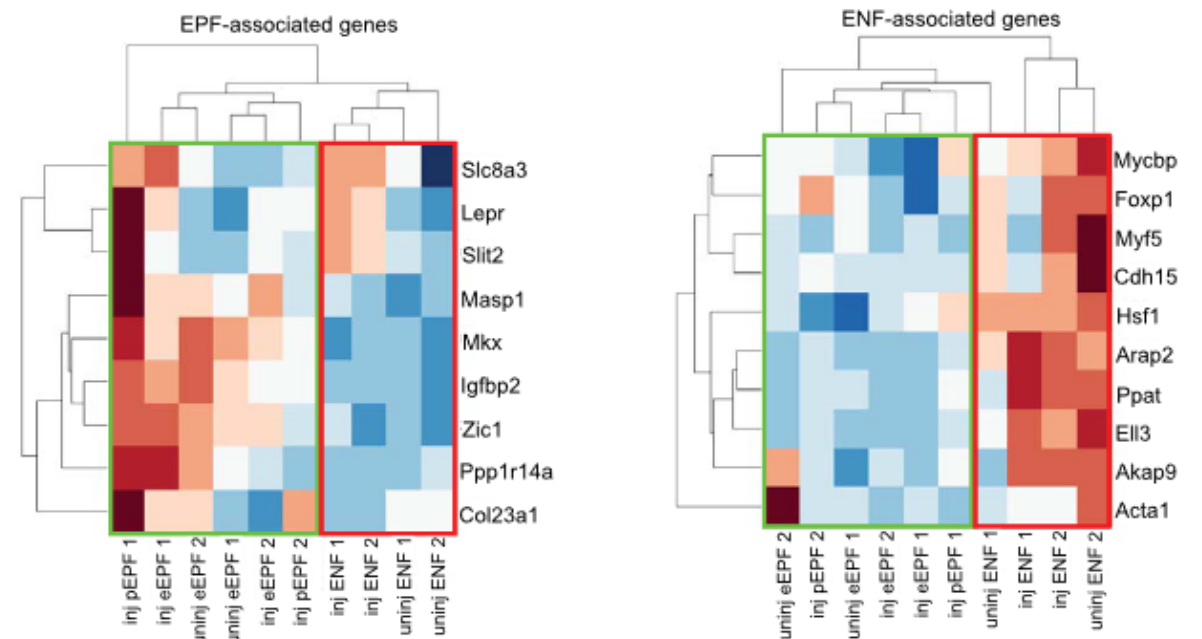 EPF-associated genes
Slc8a3
Lepr
Slit2
Masp1
Mkx
Igfbp2
Zic1
Ppp1r14a
Col23a1
inj pEPF 1
inj eEPF 1
uninj eEPF 2
uninj eEPF 1
inj eEPF 2
inj pEPF 2
inj ENF 1
inj ENF 2
uninj ENF 1
uninj ENF 2
ENF-associated genes
Mycbp
Foxp1
Myf5
Cdh15
Hsf1
Arap2
Ppat
Ell3
Akap9
Acta1
uninj eEPF 2
inj pEPF 2
uninj eEPF 1
inj eEPF 2
inj eEPF 1
inj pEPF 1
uninj ENF 1
inj ENF 1
inj ENF 2
uninj ENF 2